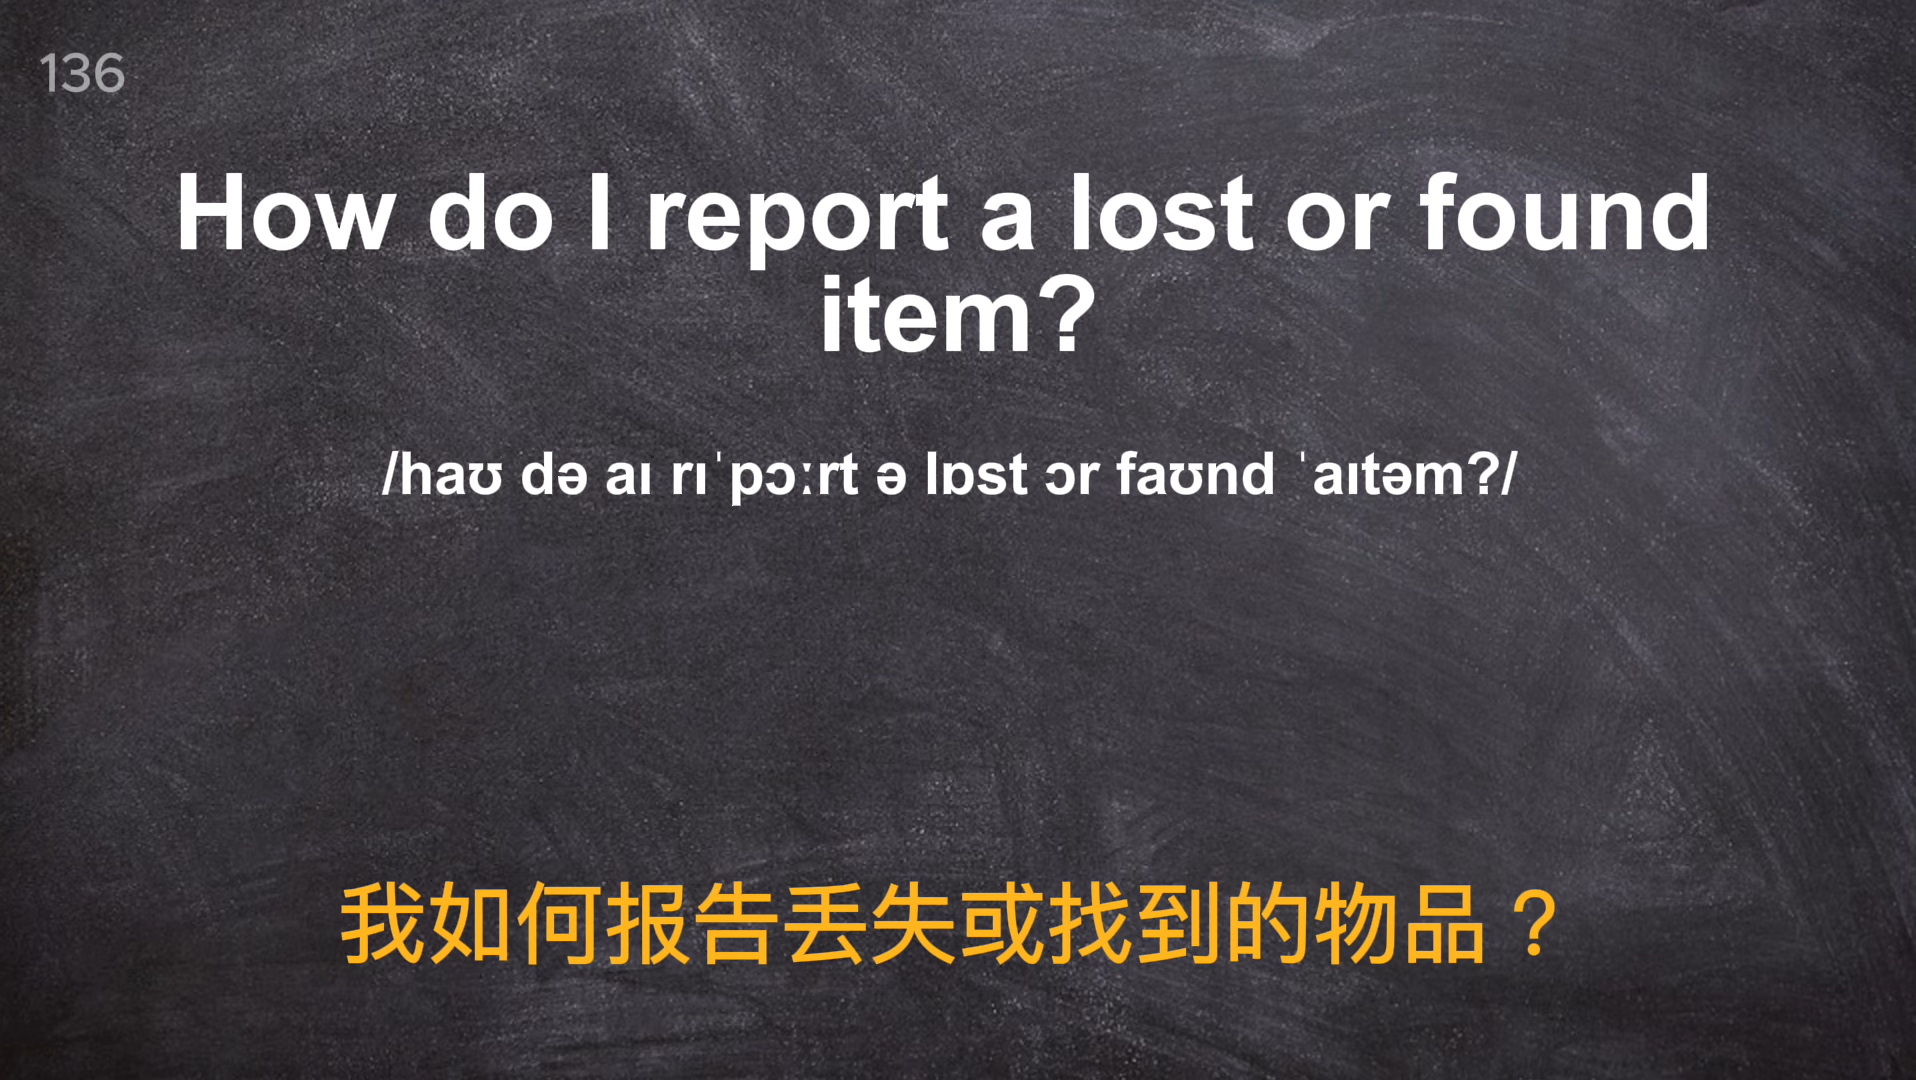 136
How do I report a lost or found
item?
/haʊ də aɪ rɪˈpɔːrt ə lɒst ɔr faʊnd ˈaɪtəm?/
我如何报告丢失或找到的物品？